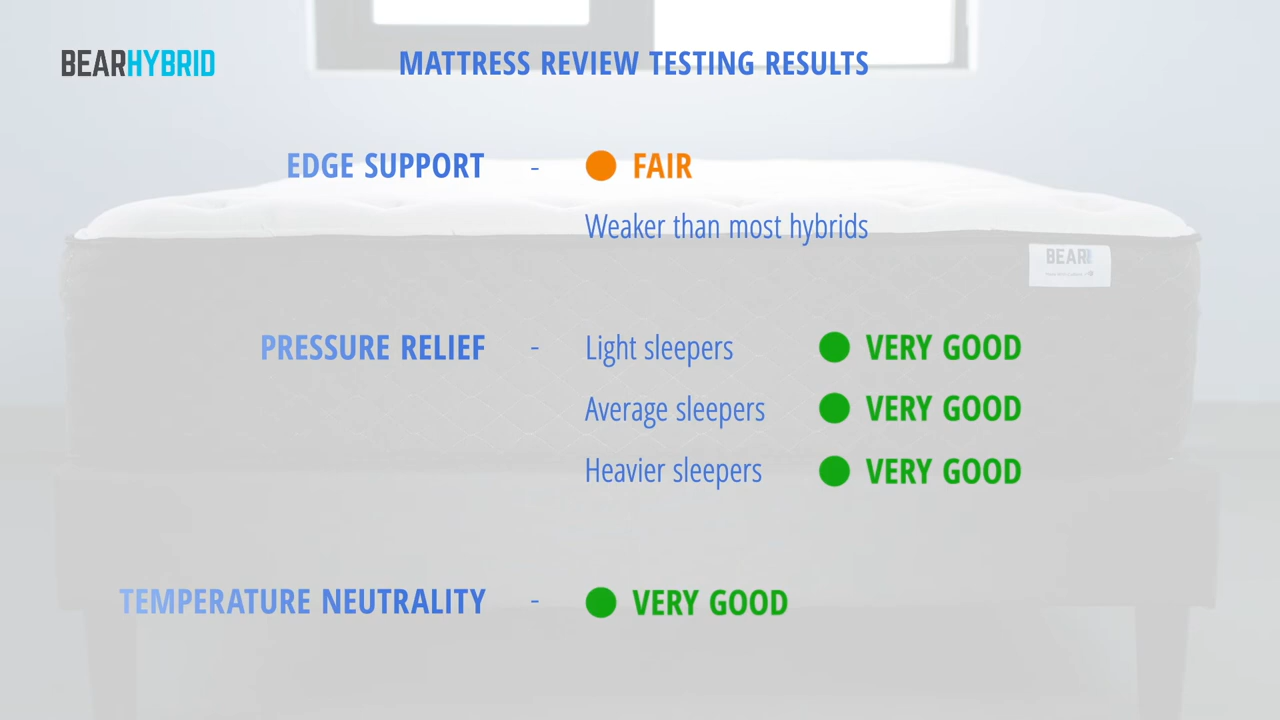 BEARHYBRID
MATTRESS REVIEW TESTING RESULTS
EDGE SUPPORT - FAIR
Weaker than most hybrids
BEAR
PRESSURE RELIEF - Light sleepers VERY GOOD
Average sleepers VERY GOOD
Heavier sleepers VERY GOOD
TEMPERATURE NEUTRALITY - VERY GOOD